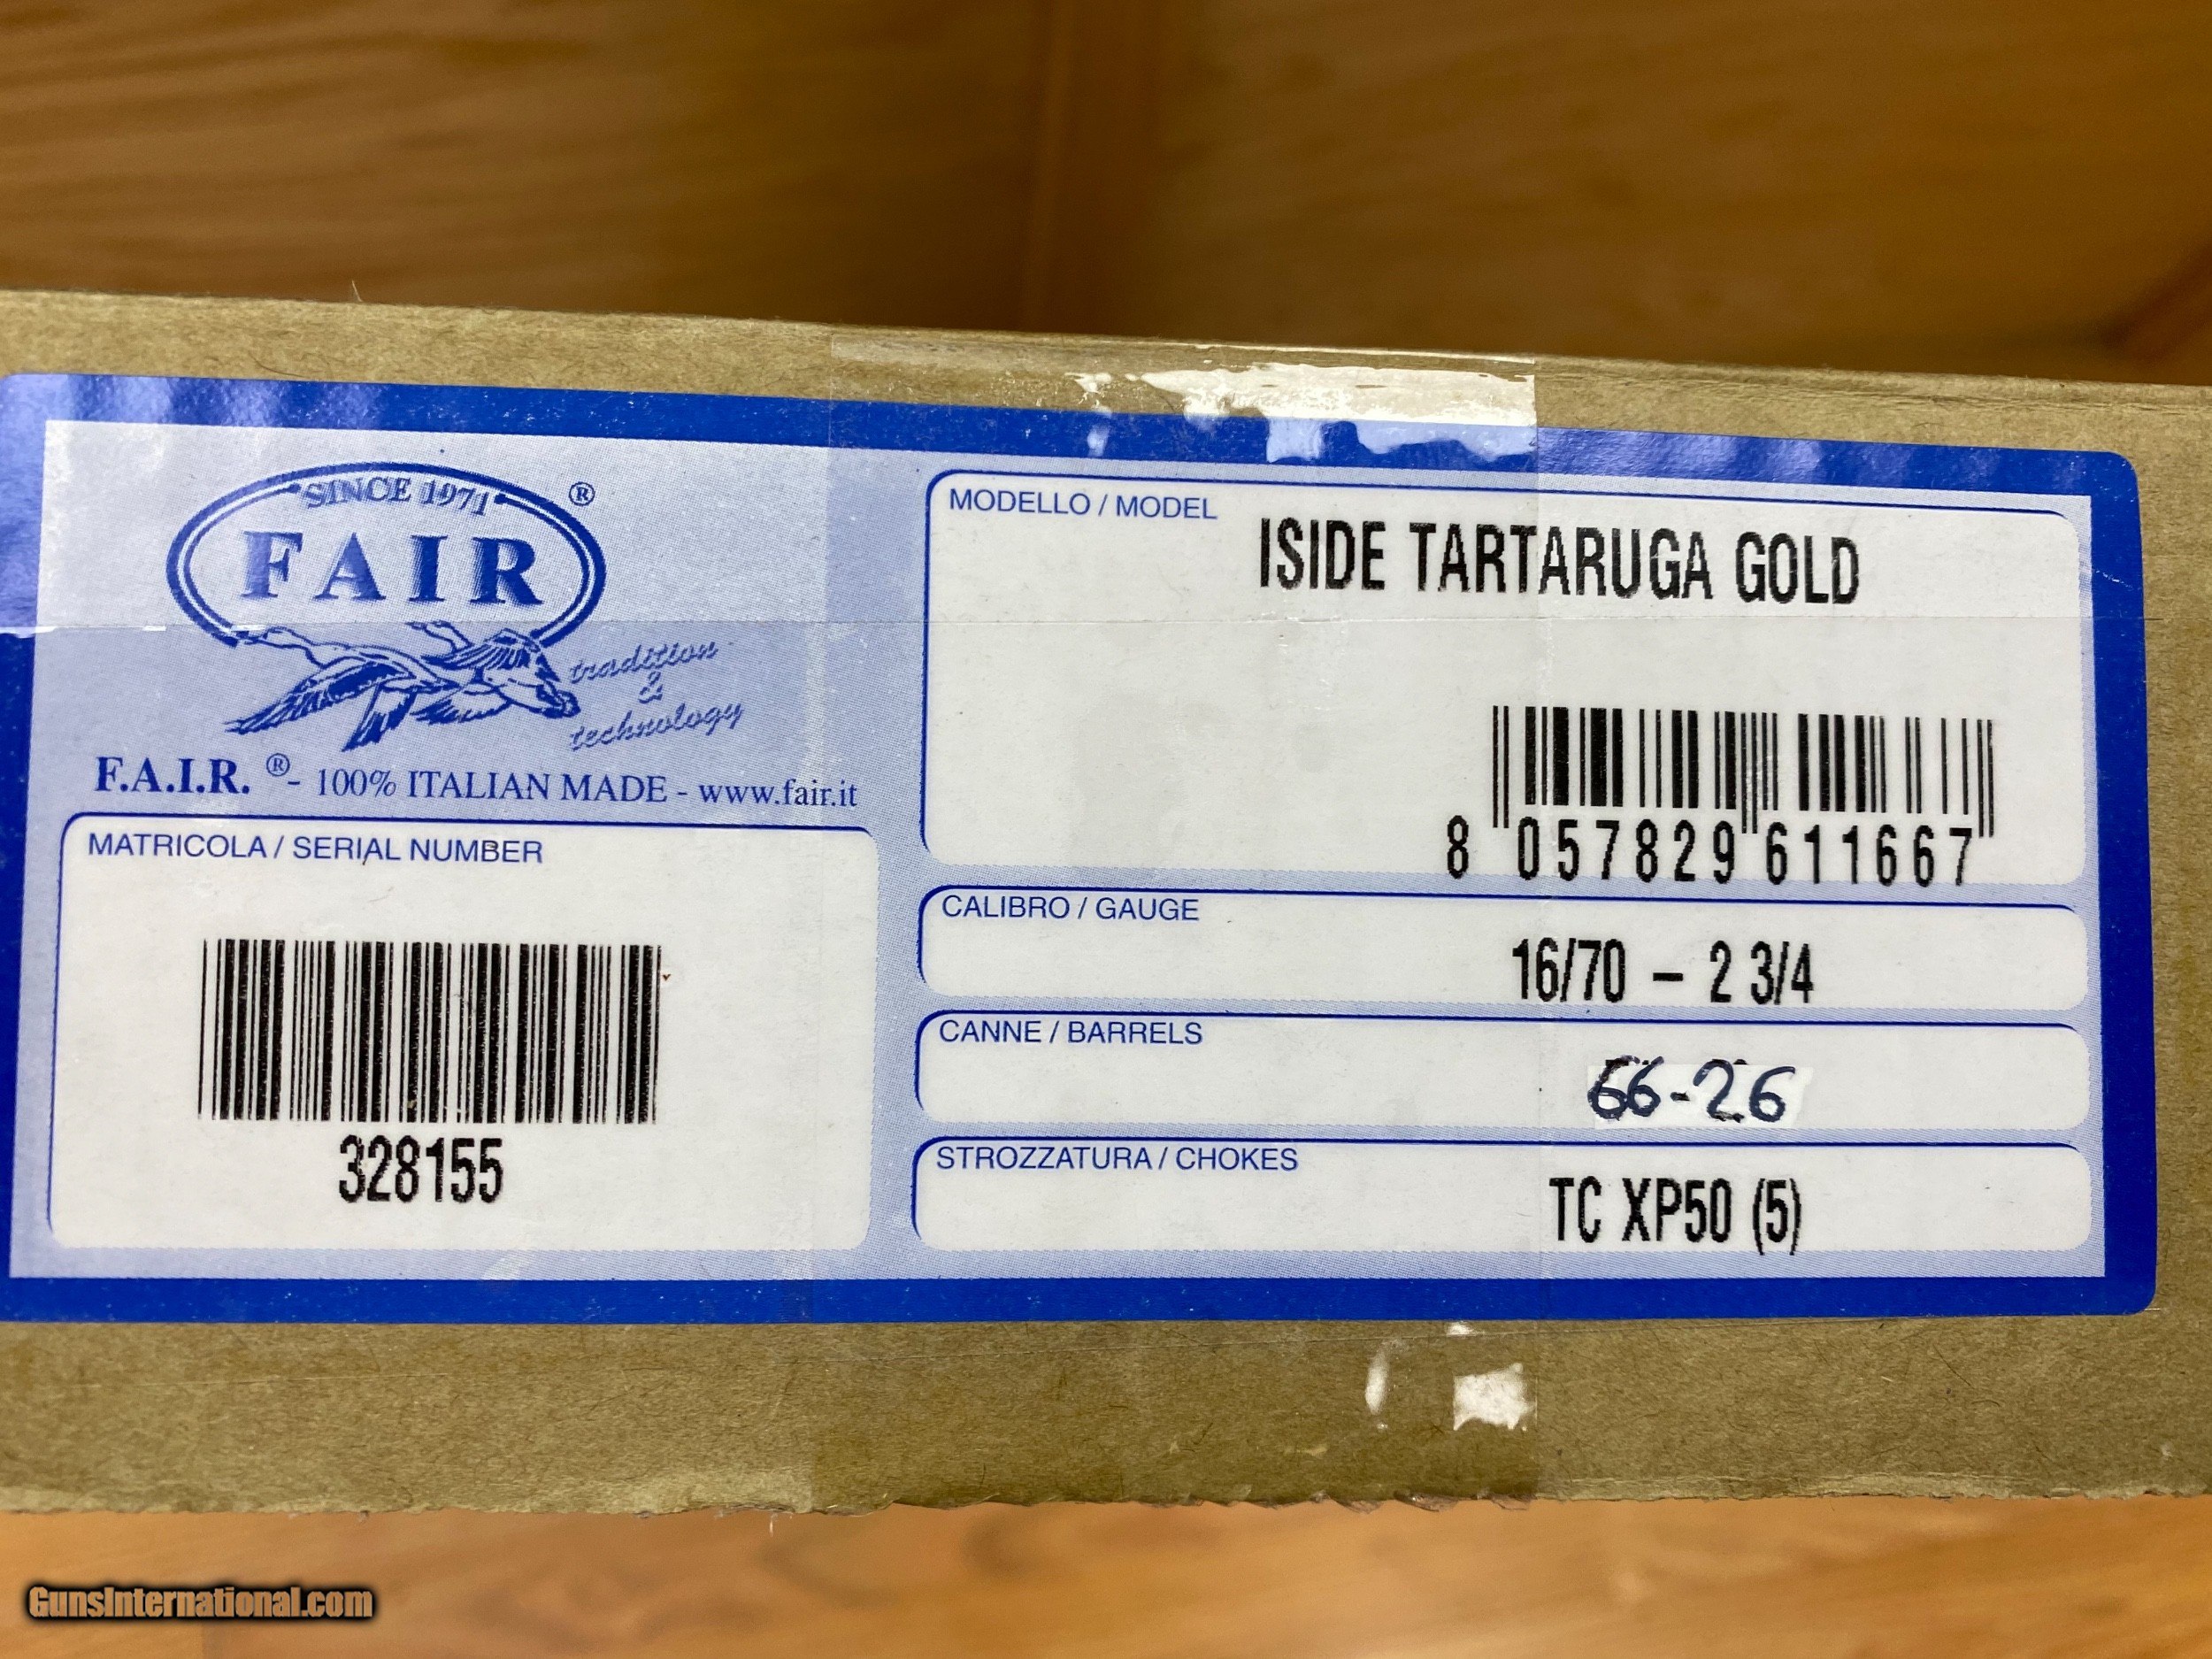 SINCE 1971
®
FAIR
tradition
&
technology
F.A.I.R. ® - 100% ITALIAN MADE - www.fair.it
MATRICOLA / SERIAL NUMBER
328155
MODELLO / MODEL
ISIDE TARTARUGA GOLD
8 057829 611667
CALIBRO / GAUGE
16/70 – 2 3/4
CANNE / BARRELS
66-26
STROZZATURA / CHOKES
TC XP50 (5)
GunsInternational.com